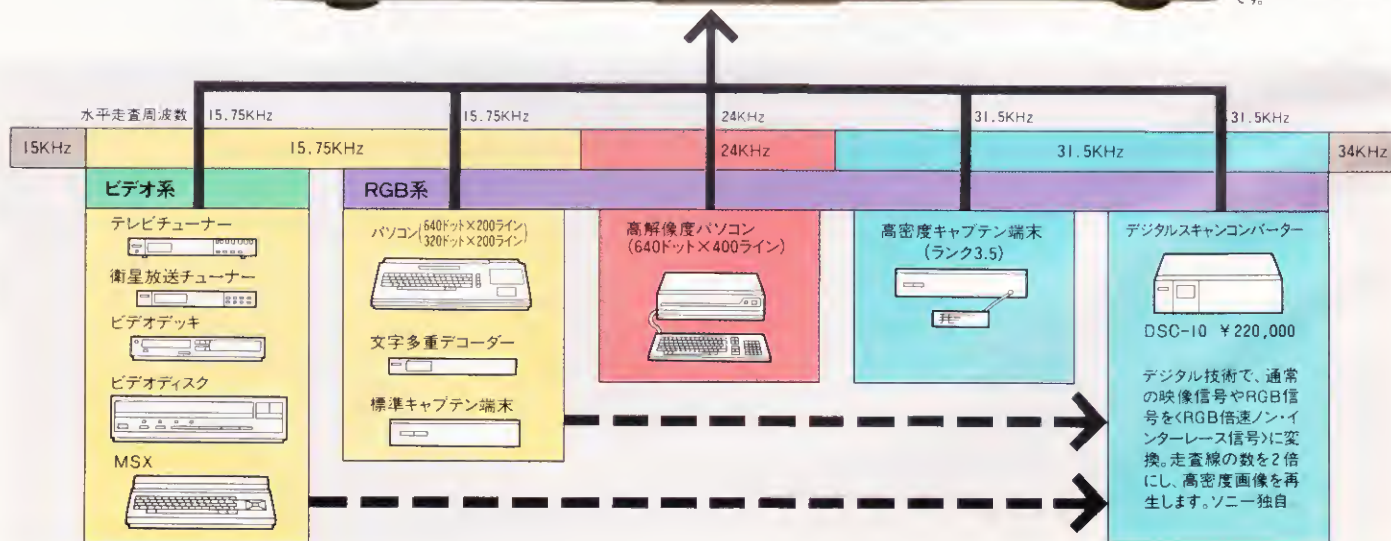 です。
水平走査周波数 15.75KHz 15.75KHz 24KHz 31.5KHz 31.5KHz
15KHz 15.75KHz 24KHz 31.5KHz 34KHz
ビデオ系
テレビチューナー
衛星放送チューナー
ビデオデッキ
ビデオディスク
MSX
RGB系
パソコン(640ドット×200ライン
320ドット×200ライン)
文字多重デコーダー
標準キャプテン端末
高解像度パソコン
(640ドット×400ライン)
高密度キャプテン端末
(ランク3.5)
デジタルスキャンコンバーター
DSC-10 ¥220,000
デジタル技術で、通常
の映像信号やRGB信
号を〈RGB倍速ノン・イ
ンターレース信号〉に変
換。走査線の数を2倍
にし、高密度画像を再
生します。ソニー独自